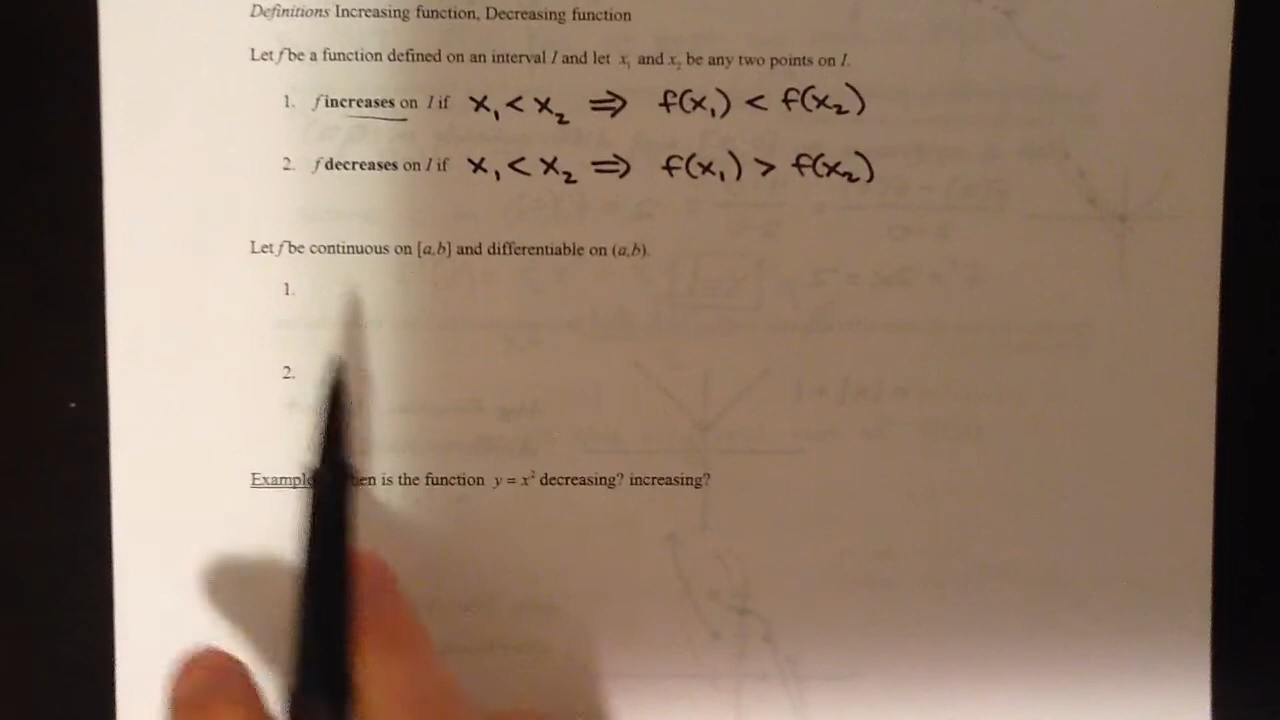 Definitions Increasing function, Decreasing function
Let f be a function defined on an interval I and let x₁ and x₂ be any two points on I.
1. f increases on I if x₁ < x₂ ⇒ f(x₁) < f(x₂)
2. f decreases on I if x₁ < x₂ ⇒ f(x₁) > f(x₂)
Let f be continuous on [a,b] and differentiable on (a,b).
1.
2.
is the function y = x² decreasing? increasing?